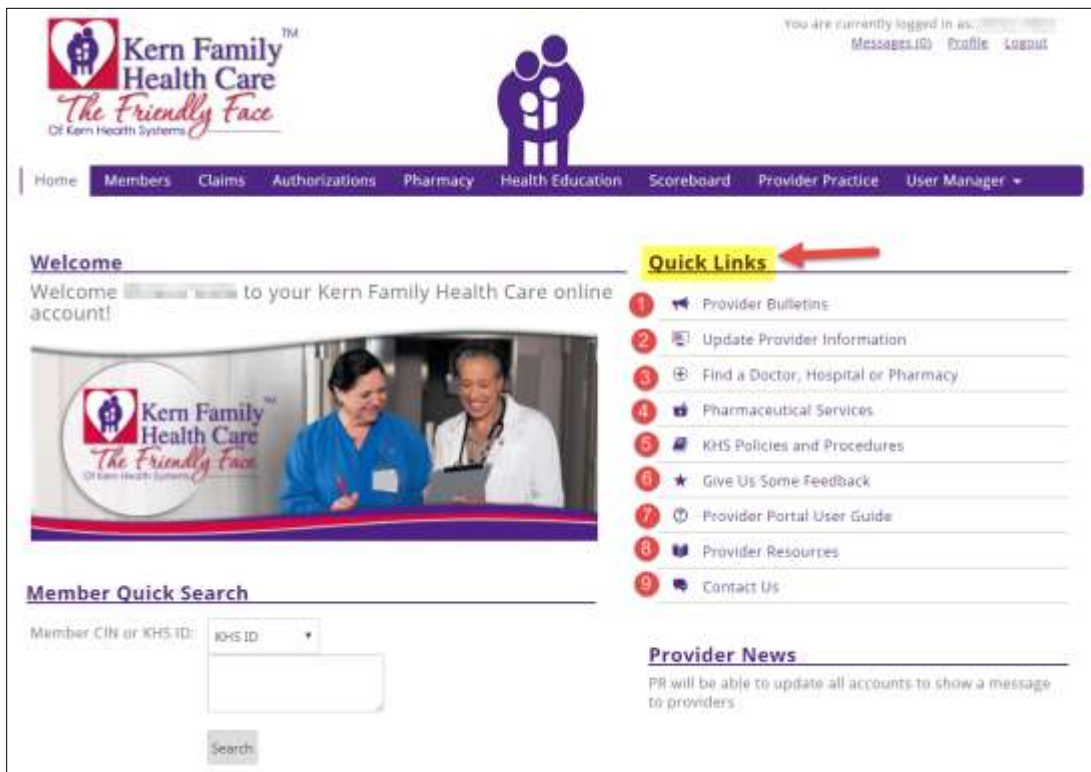 Kern Family TM
Health Care
The Friendly Face
Of Kern Health Systems
You are currently logged in as:
Messages (0) Profile Logout
Home Members Claims Authorizations Pharmacy Health Education Scoreboard Provider Practice User Manager
Welcome
Welcome to your Kern Family Health Care online
account!
Kern Family TM
Health Care
The Friendly Face
Of Kern Health Systems
Quick Links
1 Provider Bulletins
2 Update Provider Information
3 Find a Doctor, Hospital or Pharmacy
4 Pharmaceutical Services
5 KHS Policies and Procedures
6 Give Us Some Feedback
7 Provider Portal User Guide
8 Provider Resources
9 Contact Us
Member Quick Search
Member CIN or KHS ID: KHS ID
Search
Provider News
PR will be able to update all accounts to show a message
to providers